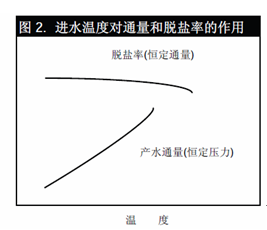 图 2. 进水温度对通量和脱盐率的作用
脱盐率(恒定通量)
产水通量(恒定压力)
温 度